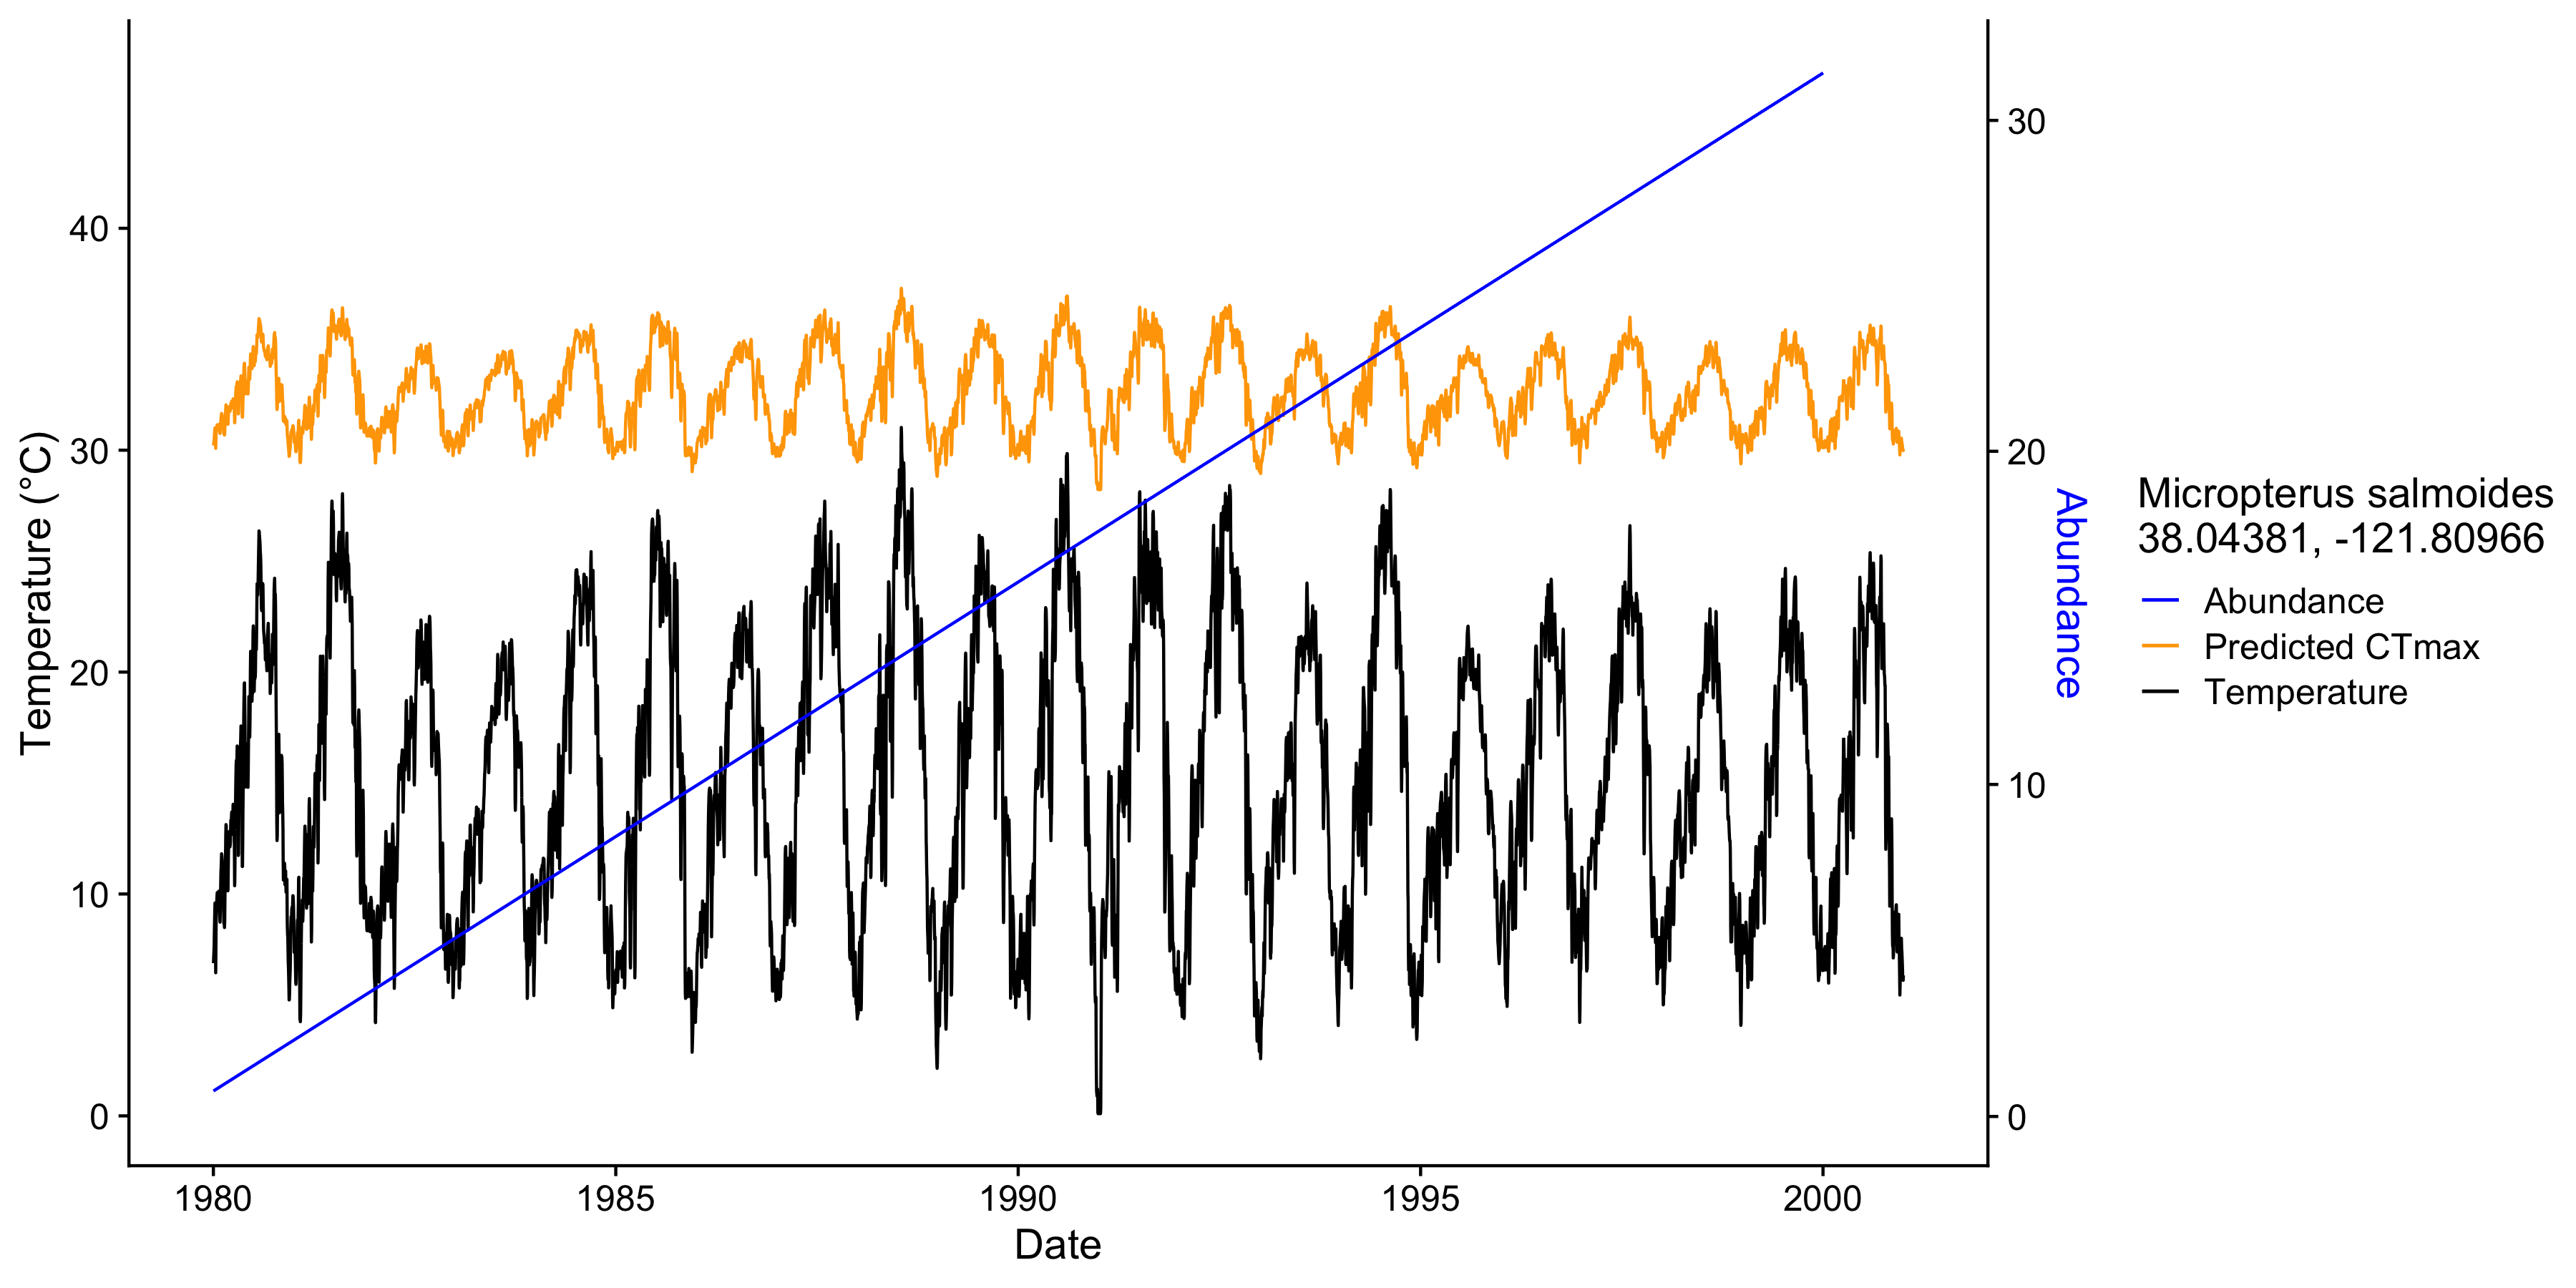 Temperature (°C)
40
30
20
10
0
1980
1985
1990
1995
2000
Date
30
20
10
0
Abundance
Micropterus salmoides
38.04381, -121.80966
Abundance
Predicted CTmax
Temperature